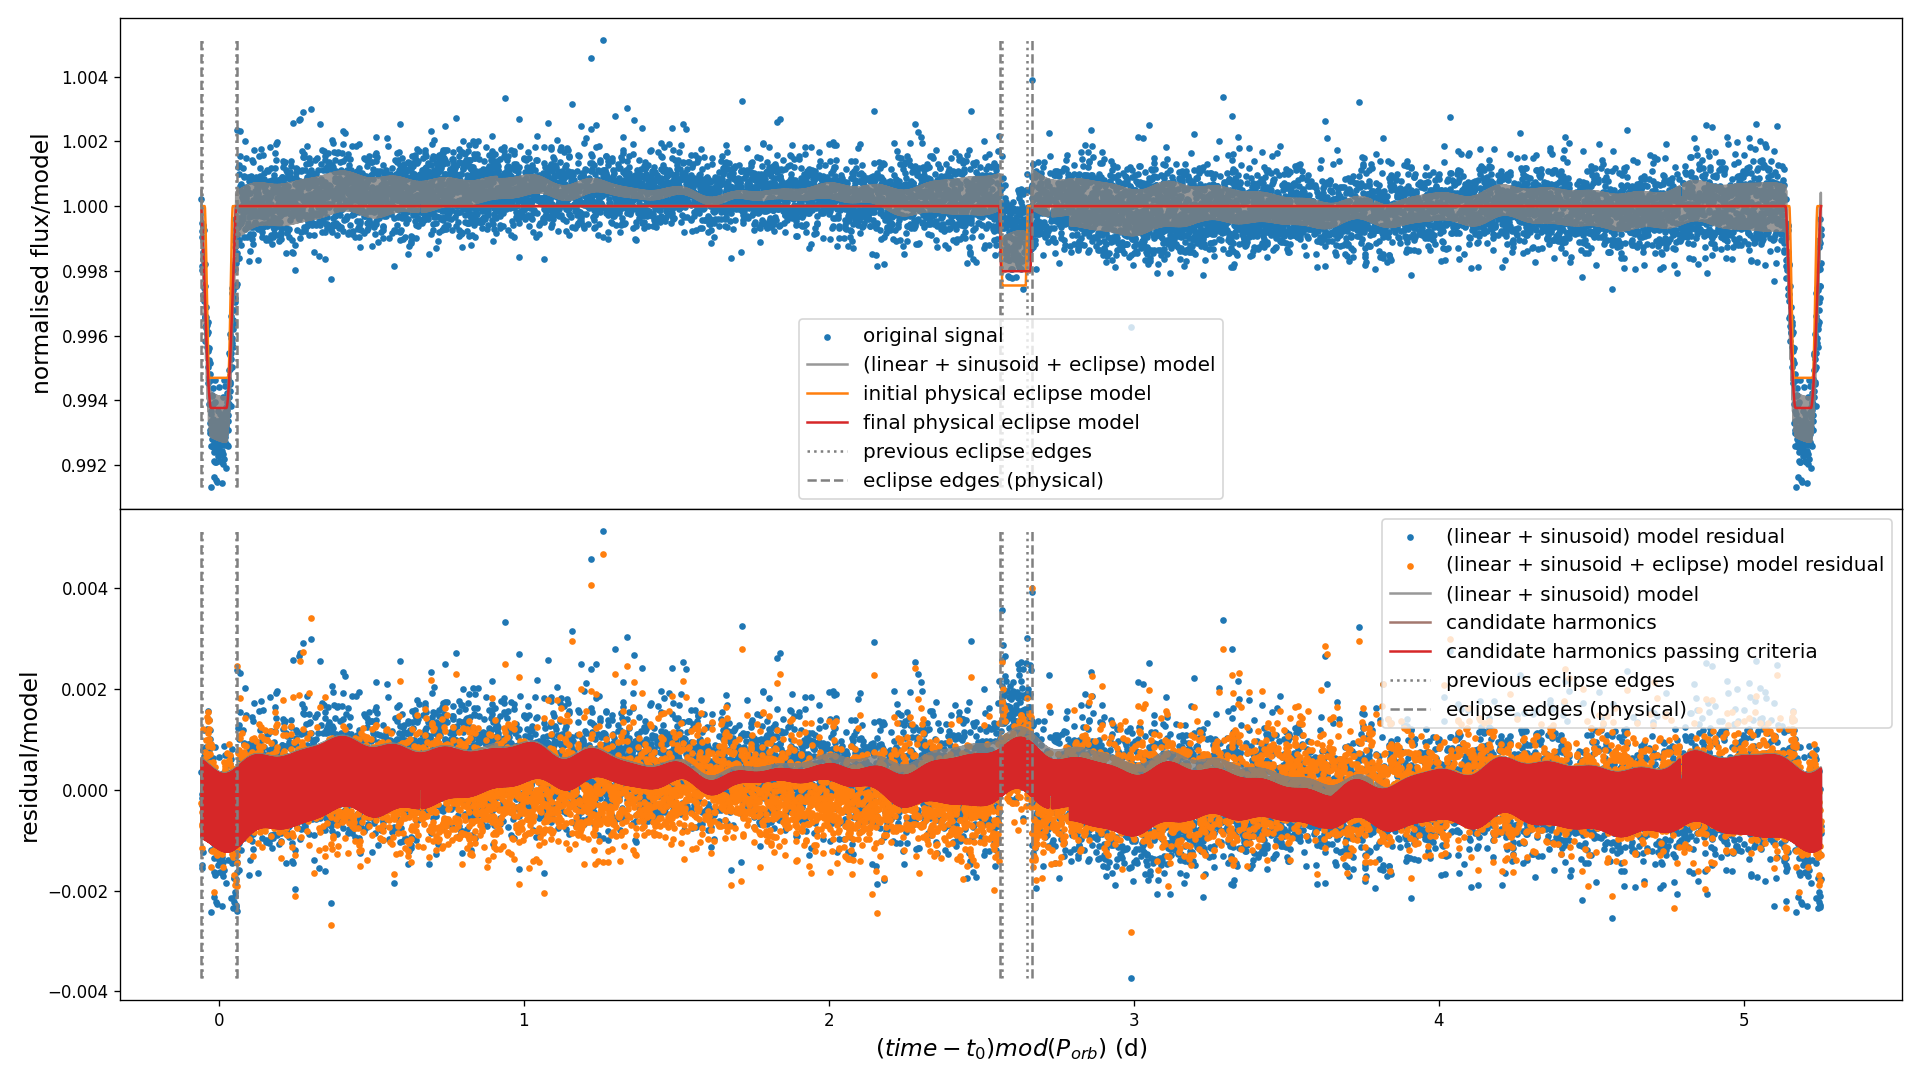 normalised flux/model
1.004
1.002
1.000
0.998
0.996
0.994
0.992
original signal
(linear + sinusoid + eclipse) model
initial physical eclipse model
final physical eclipse model
previous eclipse edges
eclipse edges (physical)
residual/model
0.004
0.002
0.000
−0.002
−0.004
(linear + sinusoid) model residual
(linear + sinusoid + eclipse) model residual
(linear + sinusoid) model
candidate harmonics
candidate harmonics passing criteria
previous eclipse edges
eclipse edges (physical)
0 1 2 3 4 5
(time − t₀)mod(P_orb) (d)